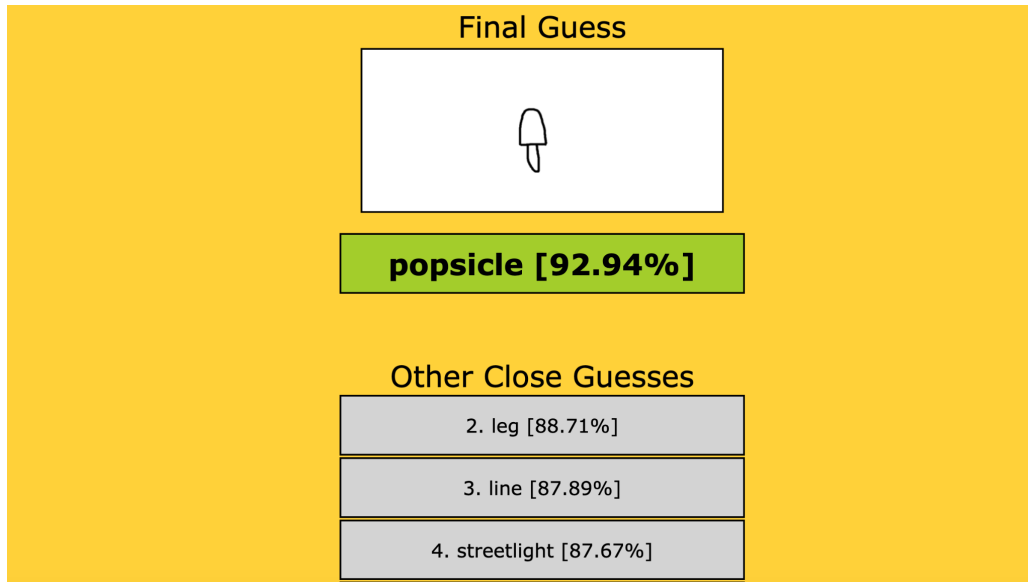 Final Guess
popsicle [92.94%]
Other Close Guesses
2. leg [88.71%]
3. line [87.89%]
4. streetlight [87.67%]